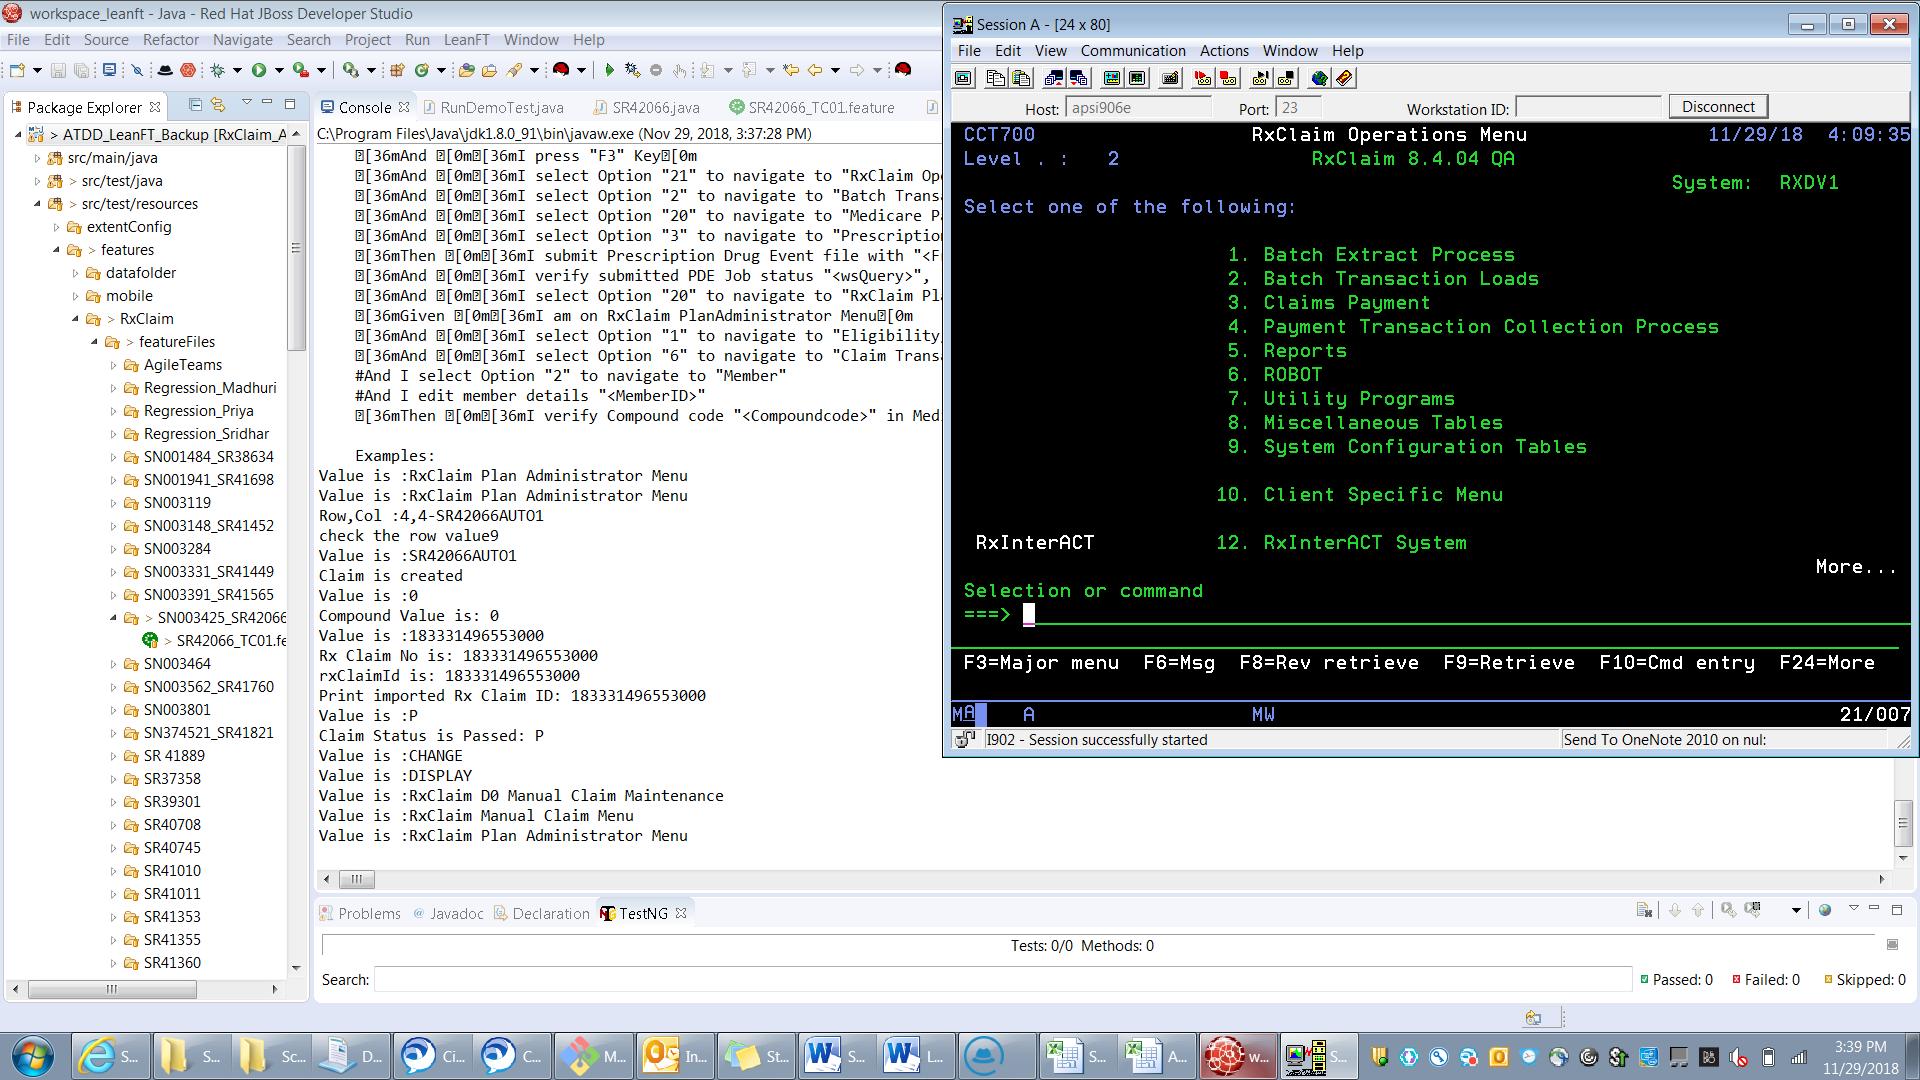 workspace_leanft - Java - Red Hat JBoss Developer Studio
File Edit Source Refactor Navigate Search Project Run LeanFT Window Help
Package Explorer
ATDD_LeanFT_Backup [RxClaim_A
src/main/java
> src/test/java
> src/test/resources
extentConfig
> features
datafolder
mobile
> RxClaim
> featureFiles
AgileTeams
Regression_Madhuri
Regression_Priya
Regression_Sridhar
SN001484_SR38634
SN001941_SR41698
SN003119
SN003148_SR41452
SN003284
SN003331_SR41449
SN003391_SR41565
> SN003425_SR42066
> SR42066_TC01.fe
SN003464
SN003562_SR41760
SN003801
SN374521_SR41821
SR 41889
SR37358
SR39301
SR40708
SR40745
SR41010
SR41011
SR41353
SR41355
SR41360
Console RunDemoTest.java SR42066.java SR42066_TC01.feature
C:\Program Files\Java\jdk1.8.0_91\bin\javaw.exe (Nov 29, 2018, 3:37:28 PM)
[36mAnd [0m[36mI press "F3" Key[0m
[36mAnd [0m[36mI select Option "21" to navigate to "RxClaim Op
[36mAnd [0m[36mI select Option "2" to navigate to "Batch Trans
[36mAnd [0m[36mI select Option "20" to navigate to "Medicare P
[36mAnd [0m[36mI select Option "3" to navigate to "Prescription
[36mThen [0m[36mI submit Prescription Drug Event file with "<F
[36mAnd [0m[36mI verify submitted PDE Job status "<wsQuery>",
[36mAnd [0m[36mI select Option "20" to navigate to "RxClaim Pl
[36mGiven [0m[36mI am on RxClaim PlanAdministrator Menu[0m
[36mAnd [0m[36mI select Option "1" to navigate to "Eligibility
[36mAnd [0m[36mI select Option "6" to navigate to "Claim Trans
#And I select Option "2" to navigate to "Member"
#And I edit member details "<MemberID>"
[36mThen [0m[36mI verify Compound code "<Compoundcode>" in Med
Examples:
Value is :RxClaim Plan Administrator Menu
Value is :RxClaim Plan Administrator Menu
Row,Col :4,4-SR42066AUTO1
check the row value9
Value is :SR42066AUTO1
Claim is created
Value is :0
Compound Value is: 0
Value is :183331496553000
Rx Claim No is: 183331496553000
rxClaimId is: 183331496553000
Print imported Rx Claim ID: 183331496553000
Value is :P
Claim Status is Passed: P
Value is :CHANGE
Value is :DISPLAY
Value is :RxClaim D0 Manual Claim Maintenance
Value is :RxClaim Manual Claim Menu
Value is :RxClaim Plan Administrator Menu
Problems Javadoc Declaration TestNG
Tests: 0/0 Methods: 0
Search:
Passed: 0 Failed: 0 Skipped: 0
Session A - [24 x 80]
File Edit View Communication Actions Window Help
Host: apsi906e Port: 23 Workstation ID: Disconnect
CCT700 RxClaim Operations Menu 11/29/18 4:09:35
Level . : 2 RxClaim 8.4.04 QA
System: RXDV1
Select one of the following:
1. Batch Extract Process
2. Batch Transaction Loads
3. Claims Payment
4. Payment Transaction Collection Process
5. Reports
6. ROBOT
7. Utility Programs
8. Miscellaneous Tables
9. System Configuration Tables
10. Client Specific Menu
RxInterACT 12. RxInterACT System
More...
Selection or command
===>
F3=Major menu F6=Msg F8=Rev retrieve F9=Retrieve F10=Cmd entry F24=More
MA A MW 21/007
I902 - Session successfully started Send To OneNote 2010 on nul:
S... S... Sc... D... Ci... C... M... In... St... S... L... S... A... w... S...
3:39 PM
11/29/2018